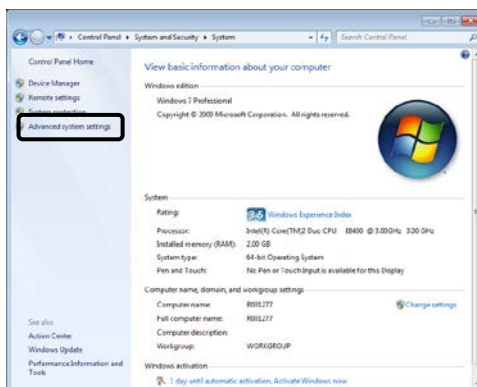 Control Panel ▸ System and Security ▸ System
Search Control Panel
Control Panel Home
Device Manager
Remote settings
System protection
Advanced system settings
See also
Action Center
Windows Update
Performance Information and
Tools
View basic information about your computer
Windows edition
Windows 7 Professional
Copyright © 2009 Microsoft Corporation. All rights reserved.
System
Rating:
3.5 Windows Experience Index
Processor: Intel(R) Core(TM)2 Duo CPU E8400 @ 3.00GHz 3.00 GHz
Installed memory (RAM): 2.00 GB
System type: 64-bit Operating System
Pen and Touch: No Pen or Touch Input is available for this Display
Computer name, domain, and workgroup settings
Computer name: R001277
Change settings
Full computer name: R001277
Computer description:
Workgroup: WORKGROUP
Windows activation
1 day until automatic activation. Activate Windows now